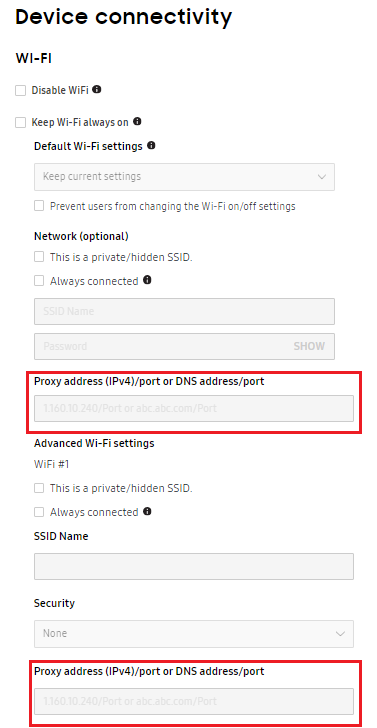 Device connectivity
WI-FI
Disable WiFi
Keep Wi-Fi always on
Default Wi-Fi settings
Keep current settings
Prevent users from changing the Wi-Fi on/off settings
Network (optional)
This is a private/hidden SSID.
Always connected
SSID Name
Password SHOW
Proxy address (IPv4)/port or DNS address/port
1.160.10.240/Port or abc.abc.com/Port
Advanced Wi-Fi settings
WiFi #1
This is a private/hidden SSID.
Always connected
SSID Name
Security
None
Proxy address (IPv4)/port or DNS address/port
1.160.10.240/Port or abc.abc.com/Port